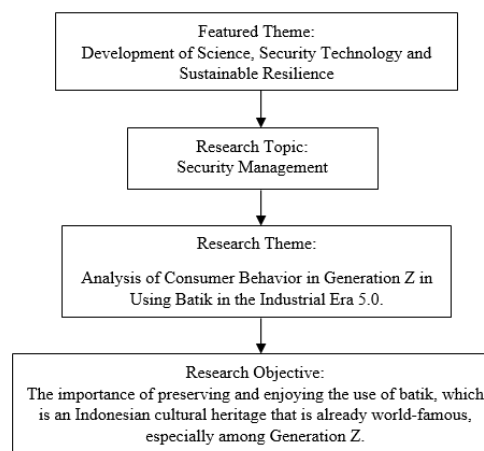 Featured Theme:
Development of Science, Security Technology and
Sustainable Resilience
Research Topic:
Security Management
Research Theme:
Analysis of Consumer Behavior in Generation Z in
Using Batik in the Industrial Era 5.0.
Research Objective:
The importance of preserving and enjoying the use of batik, which
is an Indonesian cultural heritage that is already world-famous,
especially among Generation Z.